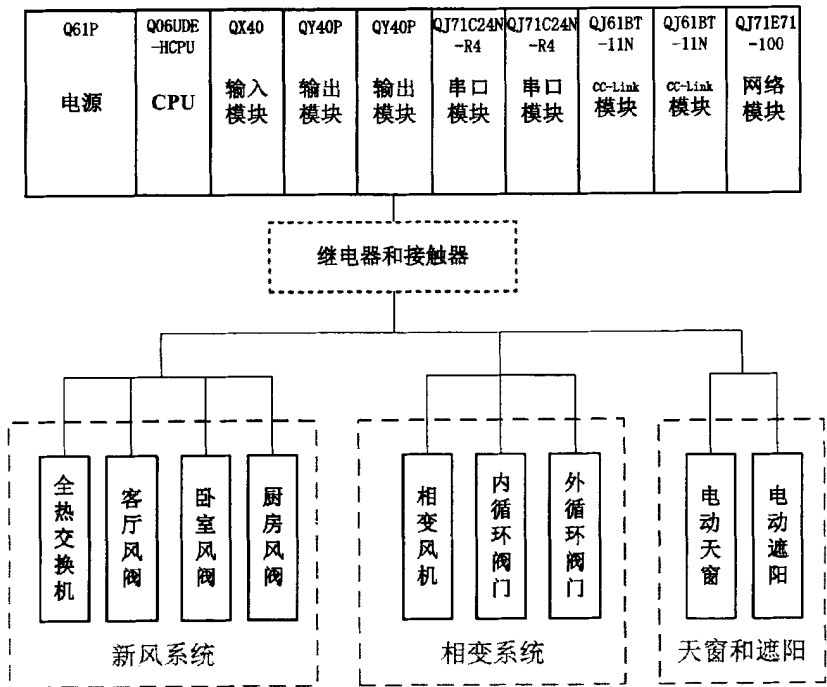 Q61P
电源
Q06UDE
-HCPU
CPU
QX40
输入
模块
QY40P
输出
模块
QY40P
输出
模块
QJ71C24N
-R4
串口
模块
QJ71C24N
-R4
串口
模块
QJ61BT
-11N
CC-Link
模块
QJ61BT
-11N
CC-Link
模块
QJ71E71
-100
网络
模块
继电器和接触器
全热交换机
客厅风阀
卧室风阀
厨房风阀
新风系统
相变风机
内循环阀门
外循环阀门
相变系统
电动天窗
电动遮阳
天窗和遮阳